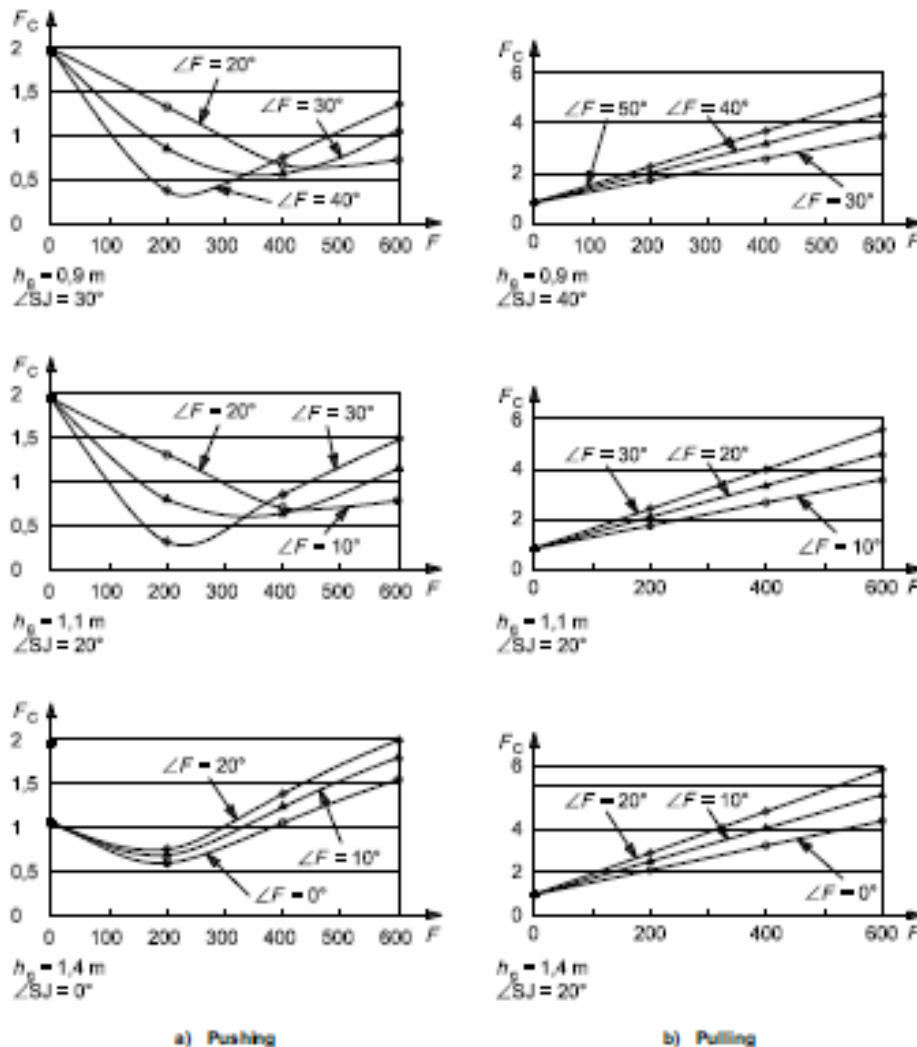 F_C
2
1,5
1
0,5
0
∠F = 20°
∠F = 30°
∠F = 40°
0 100 200 300 400 500 600 F
h_g = 0,9 m
∠SJ = 30°
F_C
6
4
2
0
∠F = 50°
∠F = 40°
∠F = 30°
0 100 200 300 400 500 600 F
h_g = 0,9 m
∠SJ = 40°
F_C
2
1,5
1
0,5
0
∠F = 20°
∠F = 30°
∠F = 10°
0 100 200 300 400 500 600 F
h_g = 1,1 m
∠SJ = 20°
F_C
6
4
2
0
∠F = 30°
∠F = 20°
∠F = 10°
0 200 400 600 F
h_g = 1,1 m
∠SJ = 20°
F_C
2
1,5
1
0,5
0
∠F = 20°
∠F = 10°
∠F = 0°
0 100 200 300 400 500 600 F
h_g = 1,4 m
∠SJ = 0°
F_C
6
4
2
0
∠F = 20°
∠F = 10°
∠F = 0°
0 200 400 600 F
h_g = 1,4 m
∠SJ = 20°
a) Pushing
b) Pulling